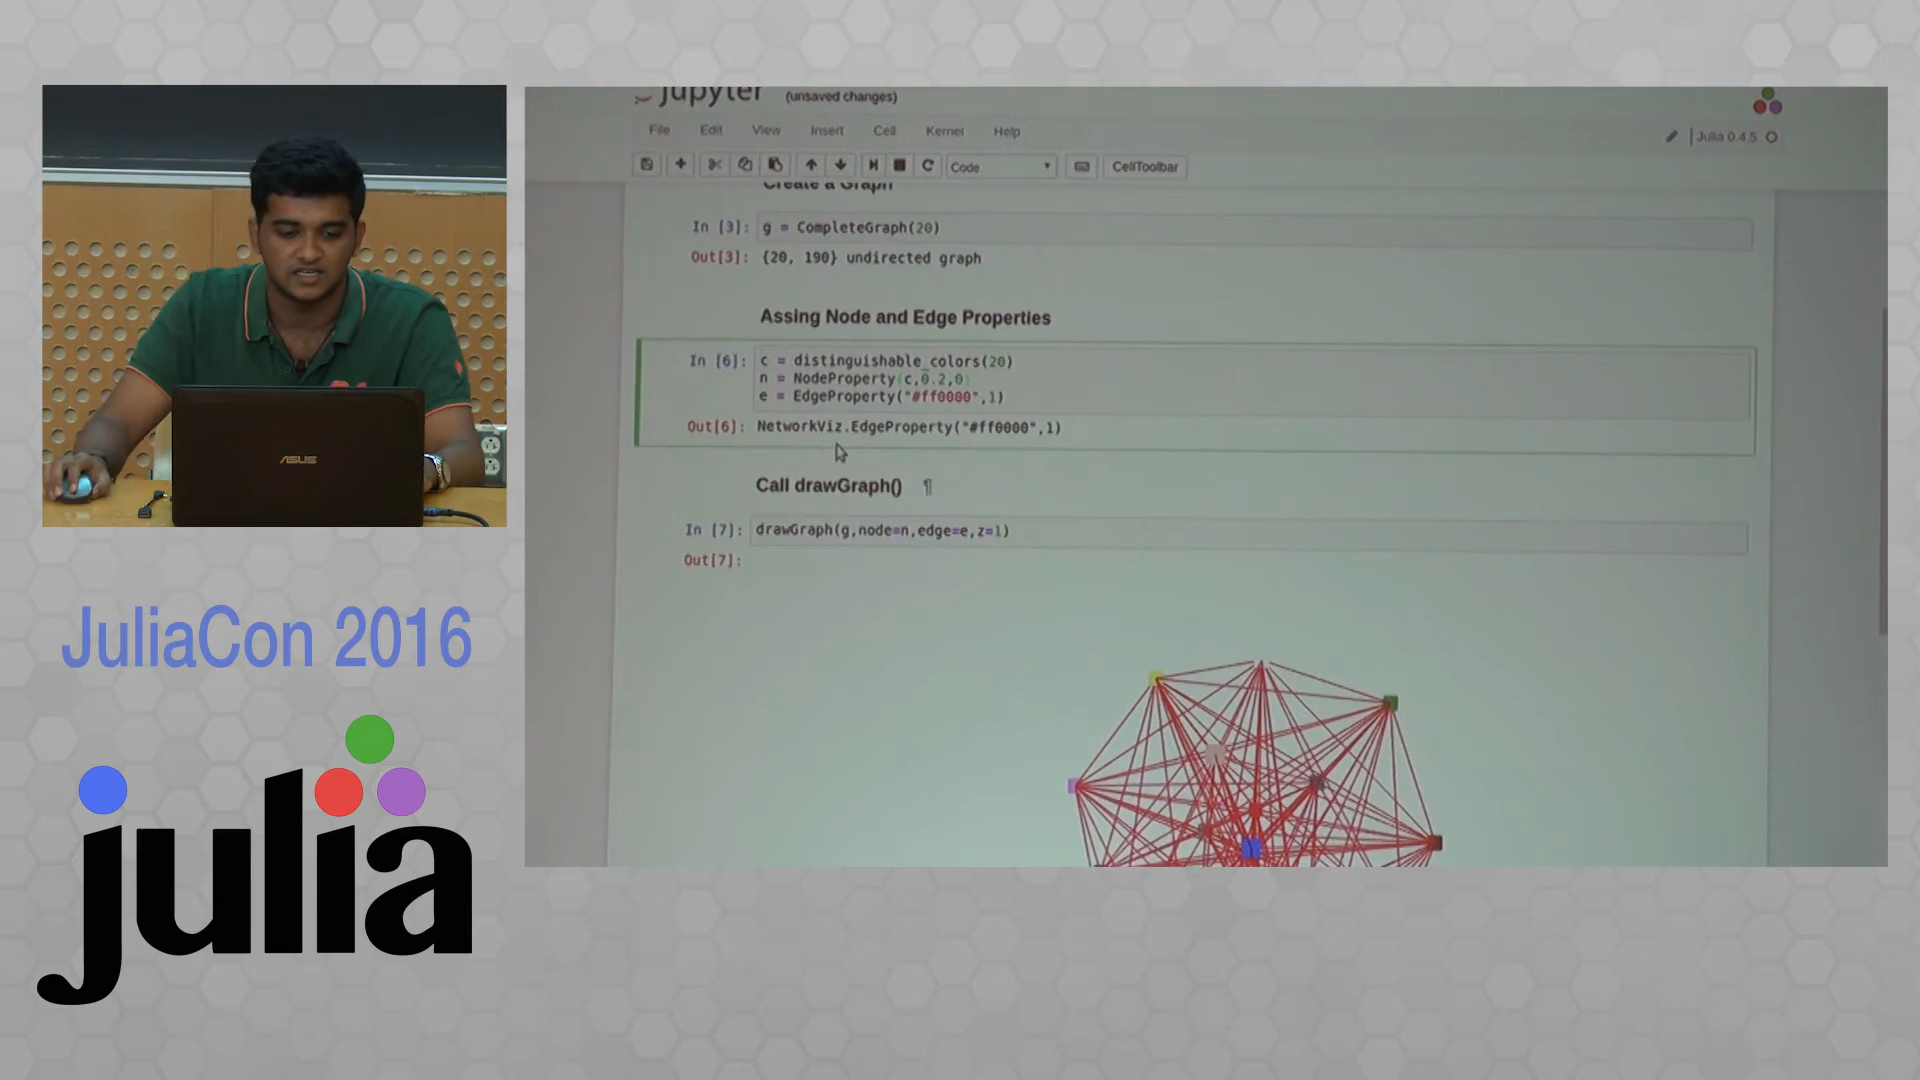 jupyter (unsaved changes)
File Edit View Insert Cell Kernel Help
Julia 0.4.5
Code
CellToolbar
Create a Graph
In [3]: g = CompleteGraph(20)
Out[3]: {20, 190} undirected graph
Assing Node and Edge Properties
In [6]: c = distinguishable_colors(20)
n = NodeProperty(c,0.2,0)
e = EdgeProperty("#ff0000",1)
Out[6]: NetworkViz.EdgeProperty("#ff0000",1)
Call drawGraph() ¶
In [7]: drawGraph(g,node=n,edge=e,z=1)
Out[7]:
ASUS
JuliaCon 2016
julia